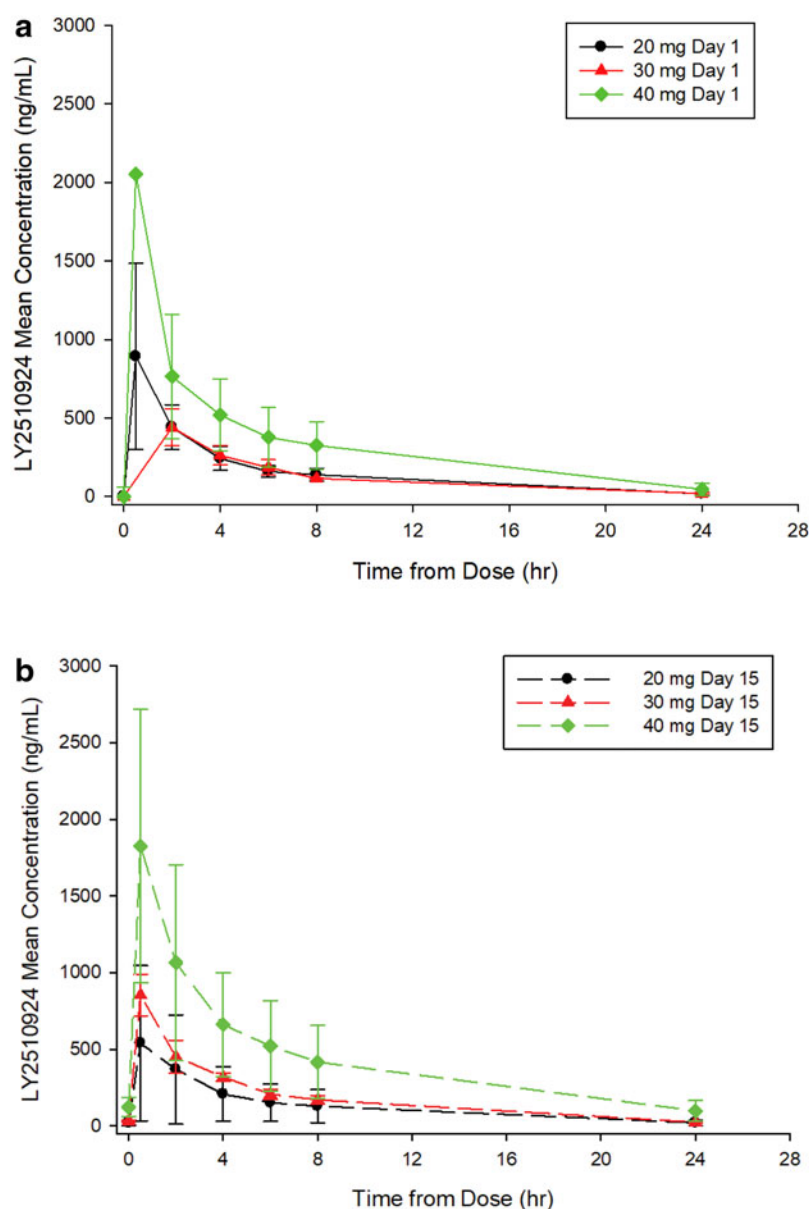 a
LY2510924 Mean Concentration (ng/mL)
3000
2500
2000
1500
1000
500
0
20 mg Day 1
30 mg Day 1
40 mg Day 1
0 4 8 12 16 20 24 28
Time from Dose (hr)
b
LY2510924 Mean Concentration (ng/mL)
3000
2500
2000
1500
1000
500
0
20 mg Day 15
30 mg Day 15
40 mg Day 15
0 4 8 12 16 20 24 28
Time from Dose (hr)